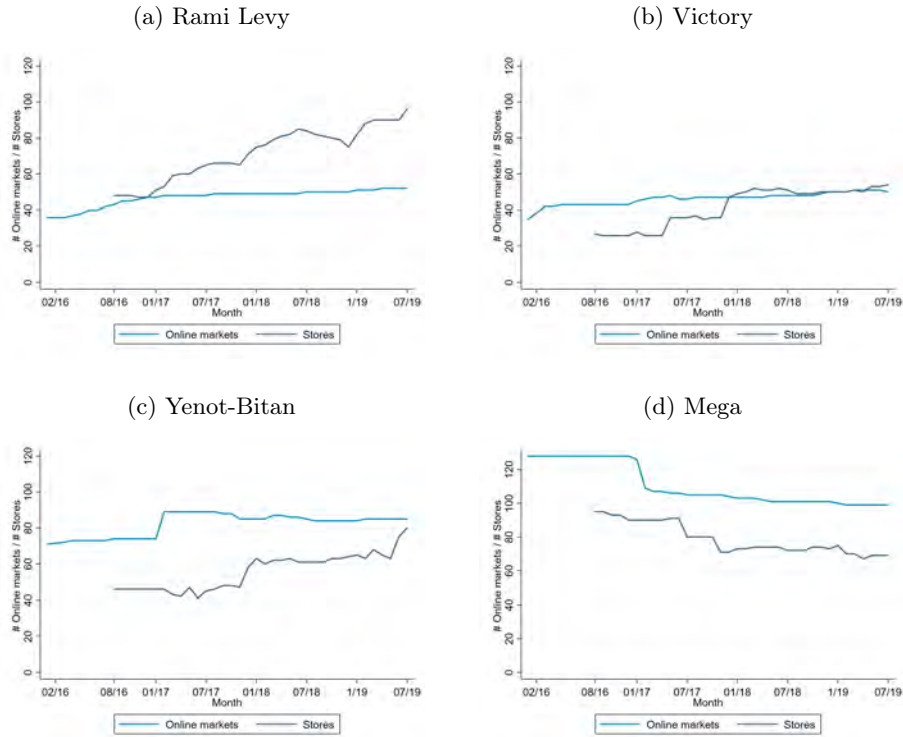 (a) Rami Levy
# Online markets / # Stores
0 20 40 60 80 100 120
02/16 08/16 01/17 07/17 01/18 07/18 1/19 07/19
Month
Online markets Stores
(b) Victory
# Online markets / # Stores
0 20 40 60 80 100 120
02/16 08/16 01/17 07/17 01/18 07/18 1/19 07/19
Month
Online markets Stores
(c) Yenot-Bitan
# Online markets / # Stores
0 20 40 60 80 100 120
02/16 08/16 01/17 07/17 01/18 07/18 1/19 07/19
Month
Online markets Stores
(d) Mega
# Online markets / # Stores
0 20 40 60 80 100 120
02/16 08/16 01/17 07/17 01/18 07/18 1/19 07/19
Month
Online markets Stores